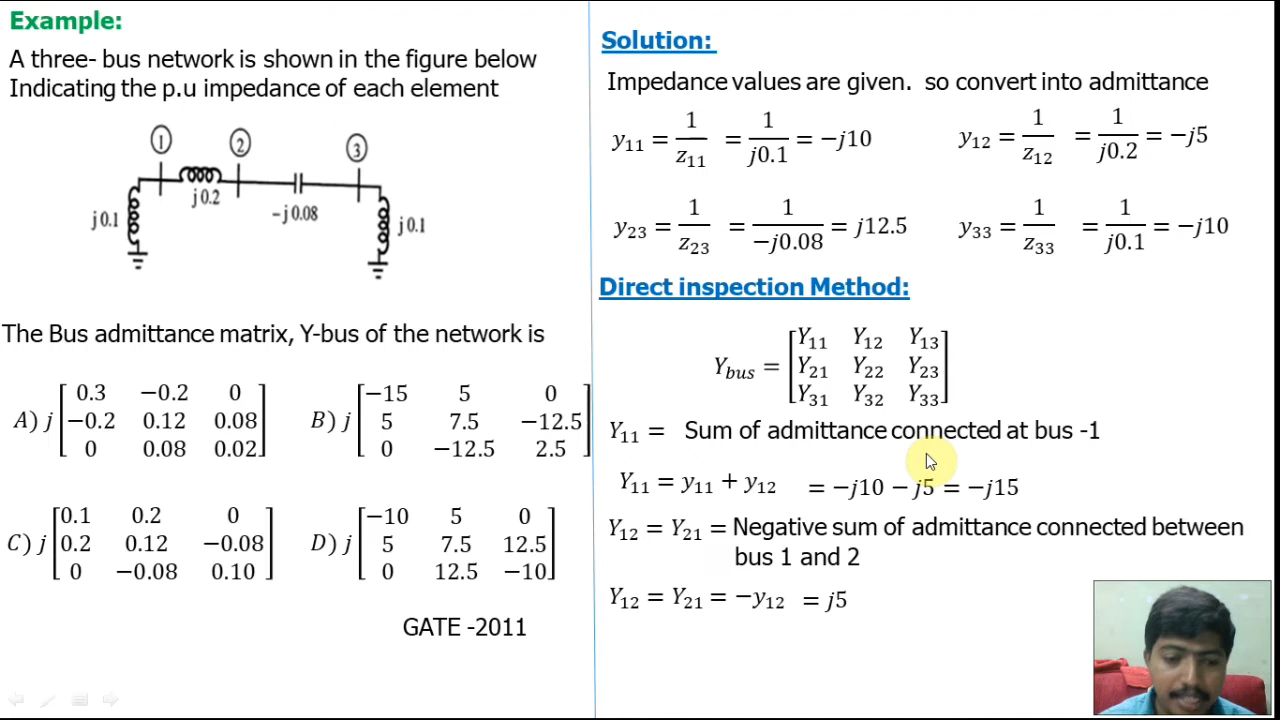 Example:
A three- bus network is shown in the figure below
Indicating the p.u impedance of each element
1 2 3
j 0.1 j 0.2 −j 0.08 j 0.1
The Bus admittance matrix, Y-bus of the network is
A) j [0.3 −0.2 0
−0.2 0.12 0.08
0 0.08 0.02]
B) j [−15 5 0
5 7.5 −12.5
0 −12.5 2.5]
C) j [0.1 0.2 0
0.2 0.12 −0.08
0 −0.08 0.10]
D) j [−10 5 0
5 7.5 12.5
0 12.5 −10]
GATE -2011
Solution:
Impedance values are given. so convert into admittance
y11 = 1/z11 = 1/j0.1 = −j10
y12 = 1/z12 = 1/j0.2 = −j5
y23 = 1/z23 = 1/−j0.08 = j12.5
y33 = 1/z33 = 1/j0.1 = −j10
Direct inspection Method:
Ybus = [Y11 Y12 Y13
Y21 Y22 Y23
Y31 Y32 Y33]
Y11 = Sum of admittance connected at bus -1
Y11 = y11 + y12 = −j10 − j5 = −j15
Y12 = Y21 = Negative sum of admittance connected between
bus 1 and 2
Y12 = Y21 = −y12 = j5